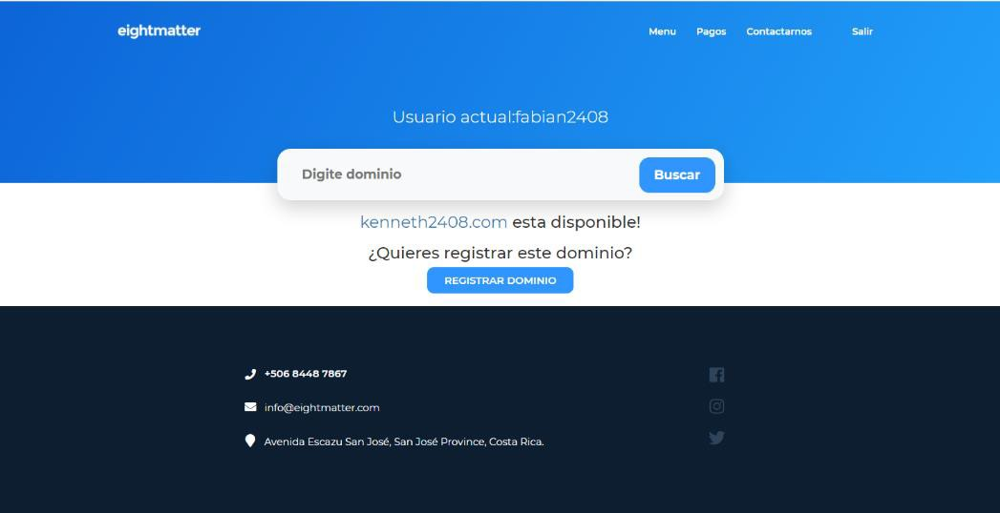 eightmatter
Menu Pagos Contactarnos Salir
Usuario actual:fabian2408
Digite dominio Buscar
kenneth2408.com esta disponible!
¿Quieres registrar este dominio?
REGISTRAR DOMINIO
+506 8448 7867
info@eightmatter.com
Avenida Escazu San José, San José Province, Costa Rica.